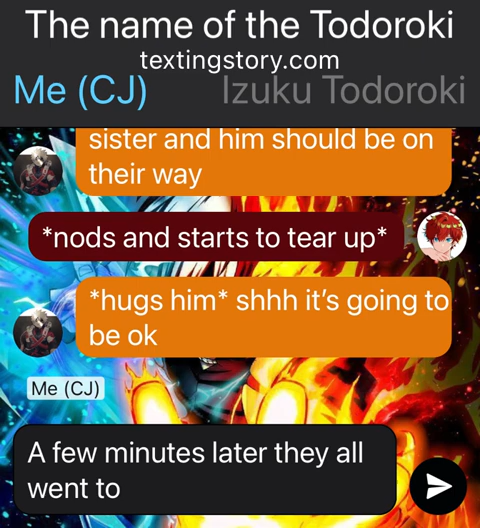 The name of the Todoroki
textingstory.com
Me (CJ) Izuku Todoroki
sister and him should be on
their way
*nods and starts to tear up*
*hugs him* shhh it’s going to
be ok
Me (CJ)
A few minutes later they all
went to